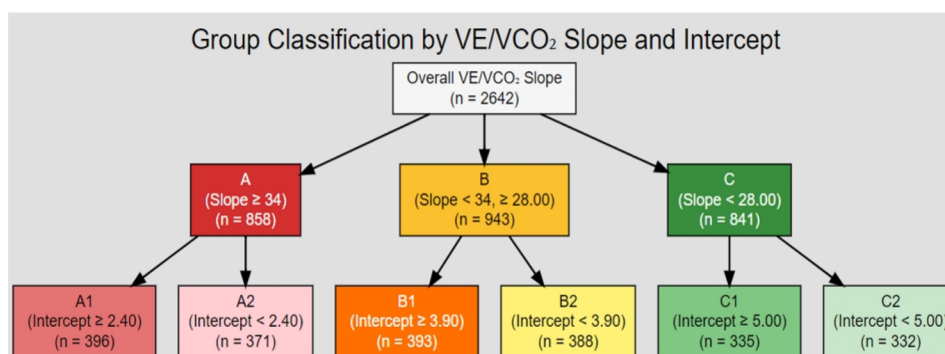 Group Classification by VE/VCO₂ Slope and Intercept
Overall VE/VCO₂ Slope
(n = 2642)
A
(Slope ≥ 34)
(n = 858)
B
(Slope < 34, ≥ 28.00)
(n = 943)
C
(Slope < 28.00)
(n = 841)
A1
(Intercept ≥ 2.40)
(n = 396)
A2
(Intercept < 2.40)
(n = 371)
B1
(Intercept ≥ 3.90)
(n = 393)
B2
(Intercept < 3.90)
(n = 388)
C1
(Intercept ≥ 5.00)
(n = 335)
C2
(Intercept < 5.00)
(n = 332)